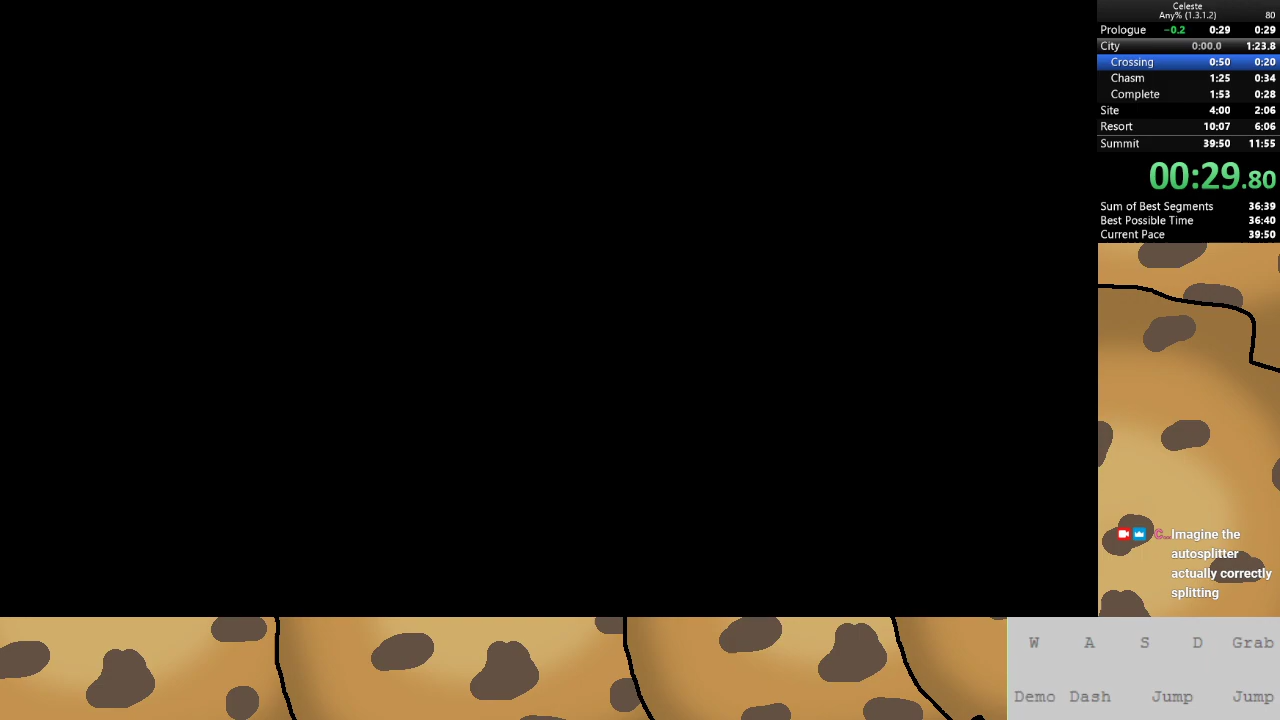 Celeste
Any% (1.3.1.2) 80
Prologue −0.2 0:29 0:29
City 0:00.0 1:23.8
Crossing 0:50 0:20
Chasm 1:25 0:34
Complete 1:53 0:28
Site 4:00 2:06
Resort 10:07 6:06
Summit 39:50 11:55
00:29.80
Sum of Best Segments 36:39
Best Possible Time 36:40
Current Pace 39:50
C... Imagine the
autosplitter
actually correctly
splitting
W A S D Grab
Demo Dash Jump Jump